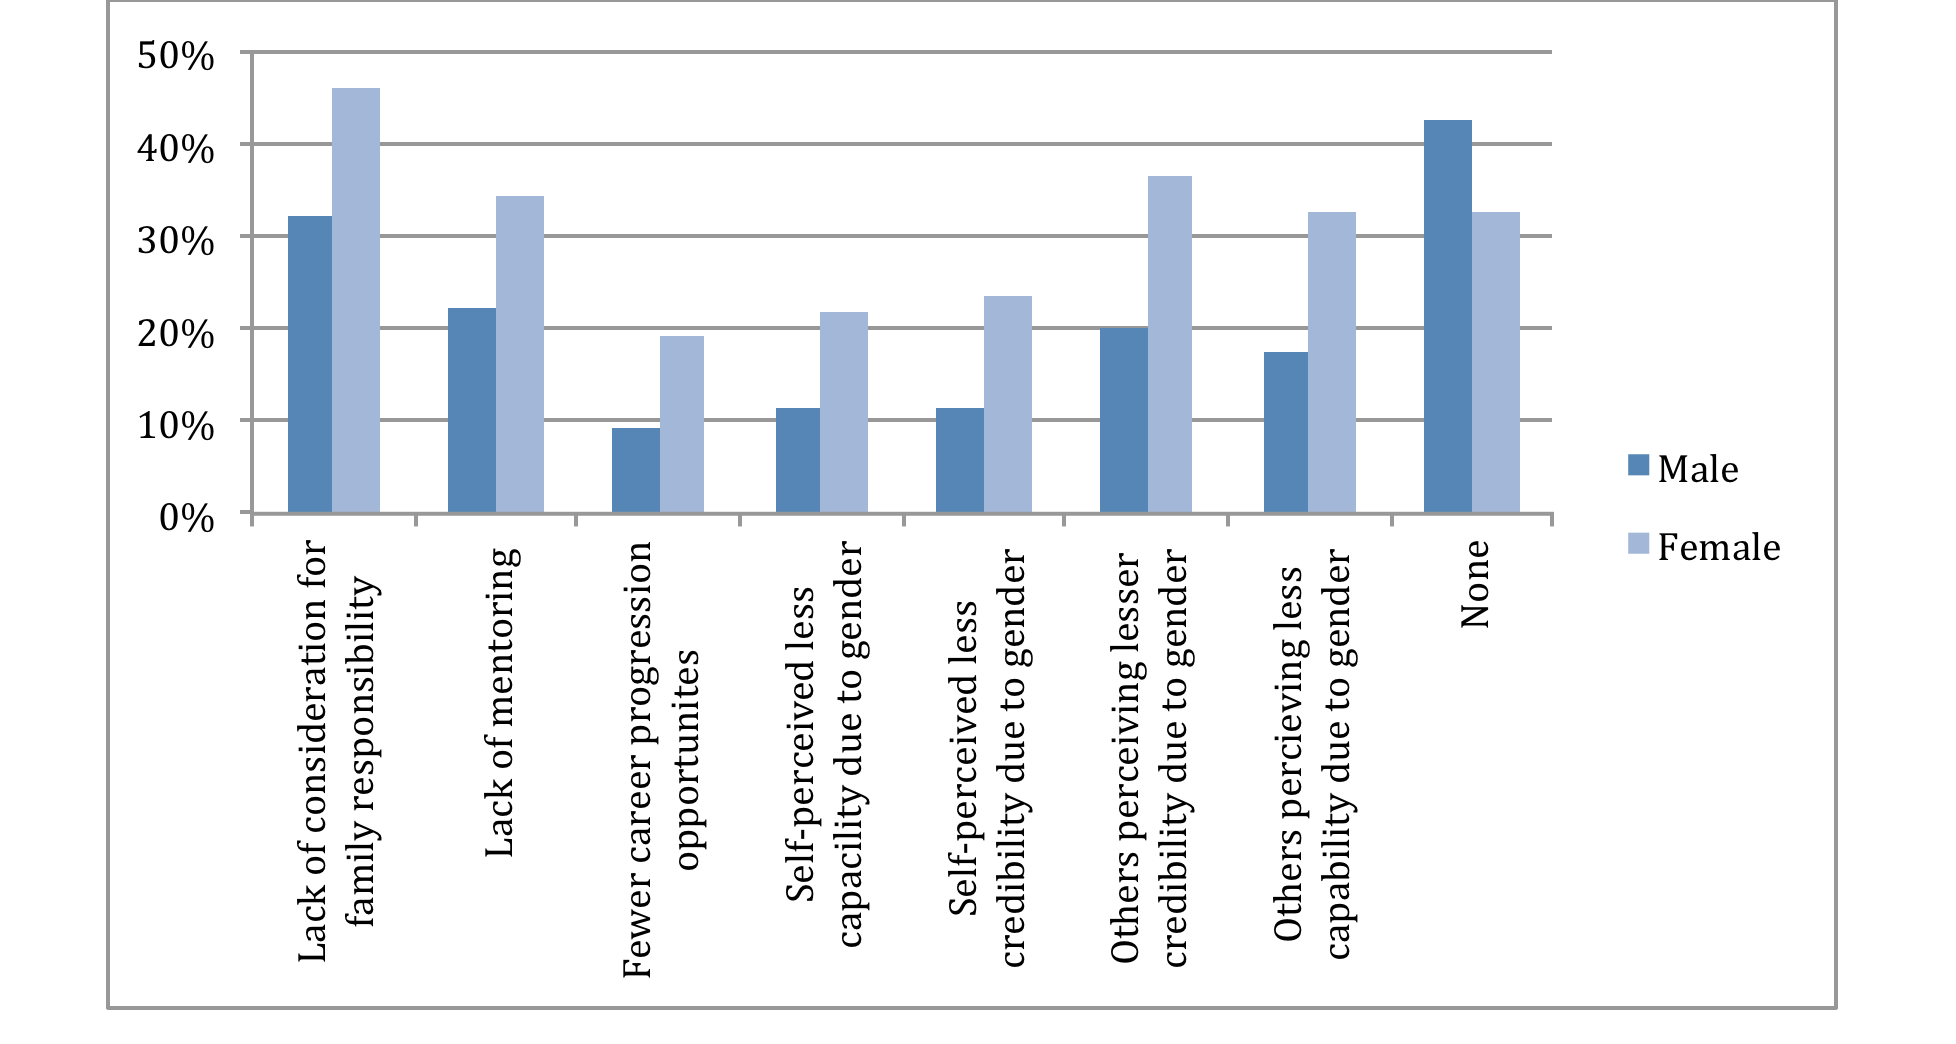 50%
40%
30%
20%
10%
0%
Lack of consideration for
family responsibility
Lack of mentoring
Fewer career progression
opportunites
Self-perceived less
capacility due to gender
Self-perceived less
credibility due to gender
Others perceiving lesser
credibility due to gender
Others percieving less
capability due to gender
None
Male
Female